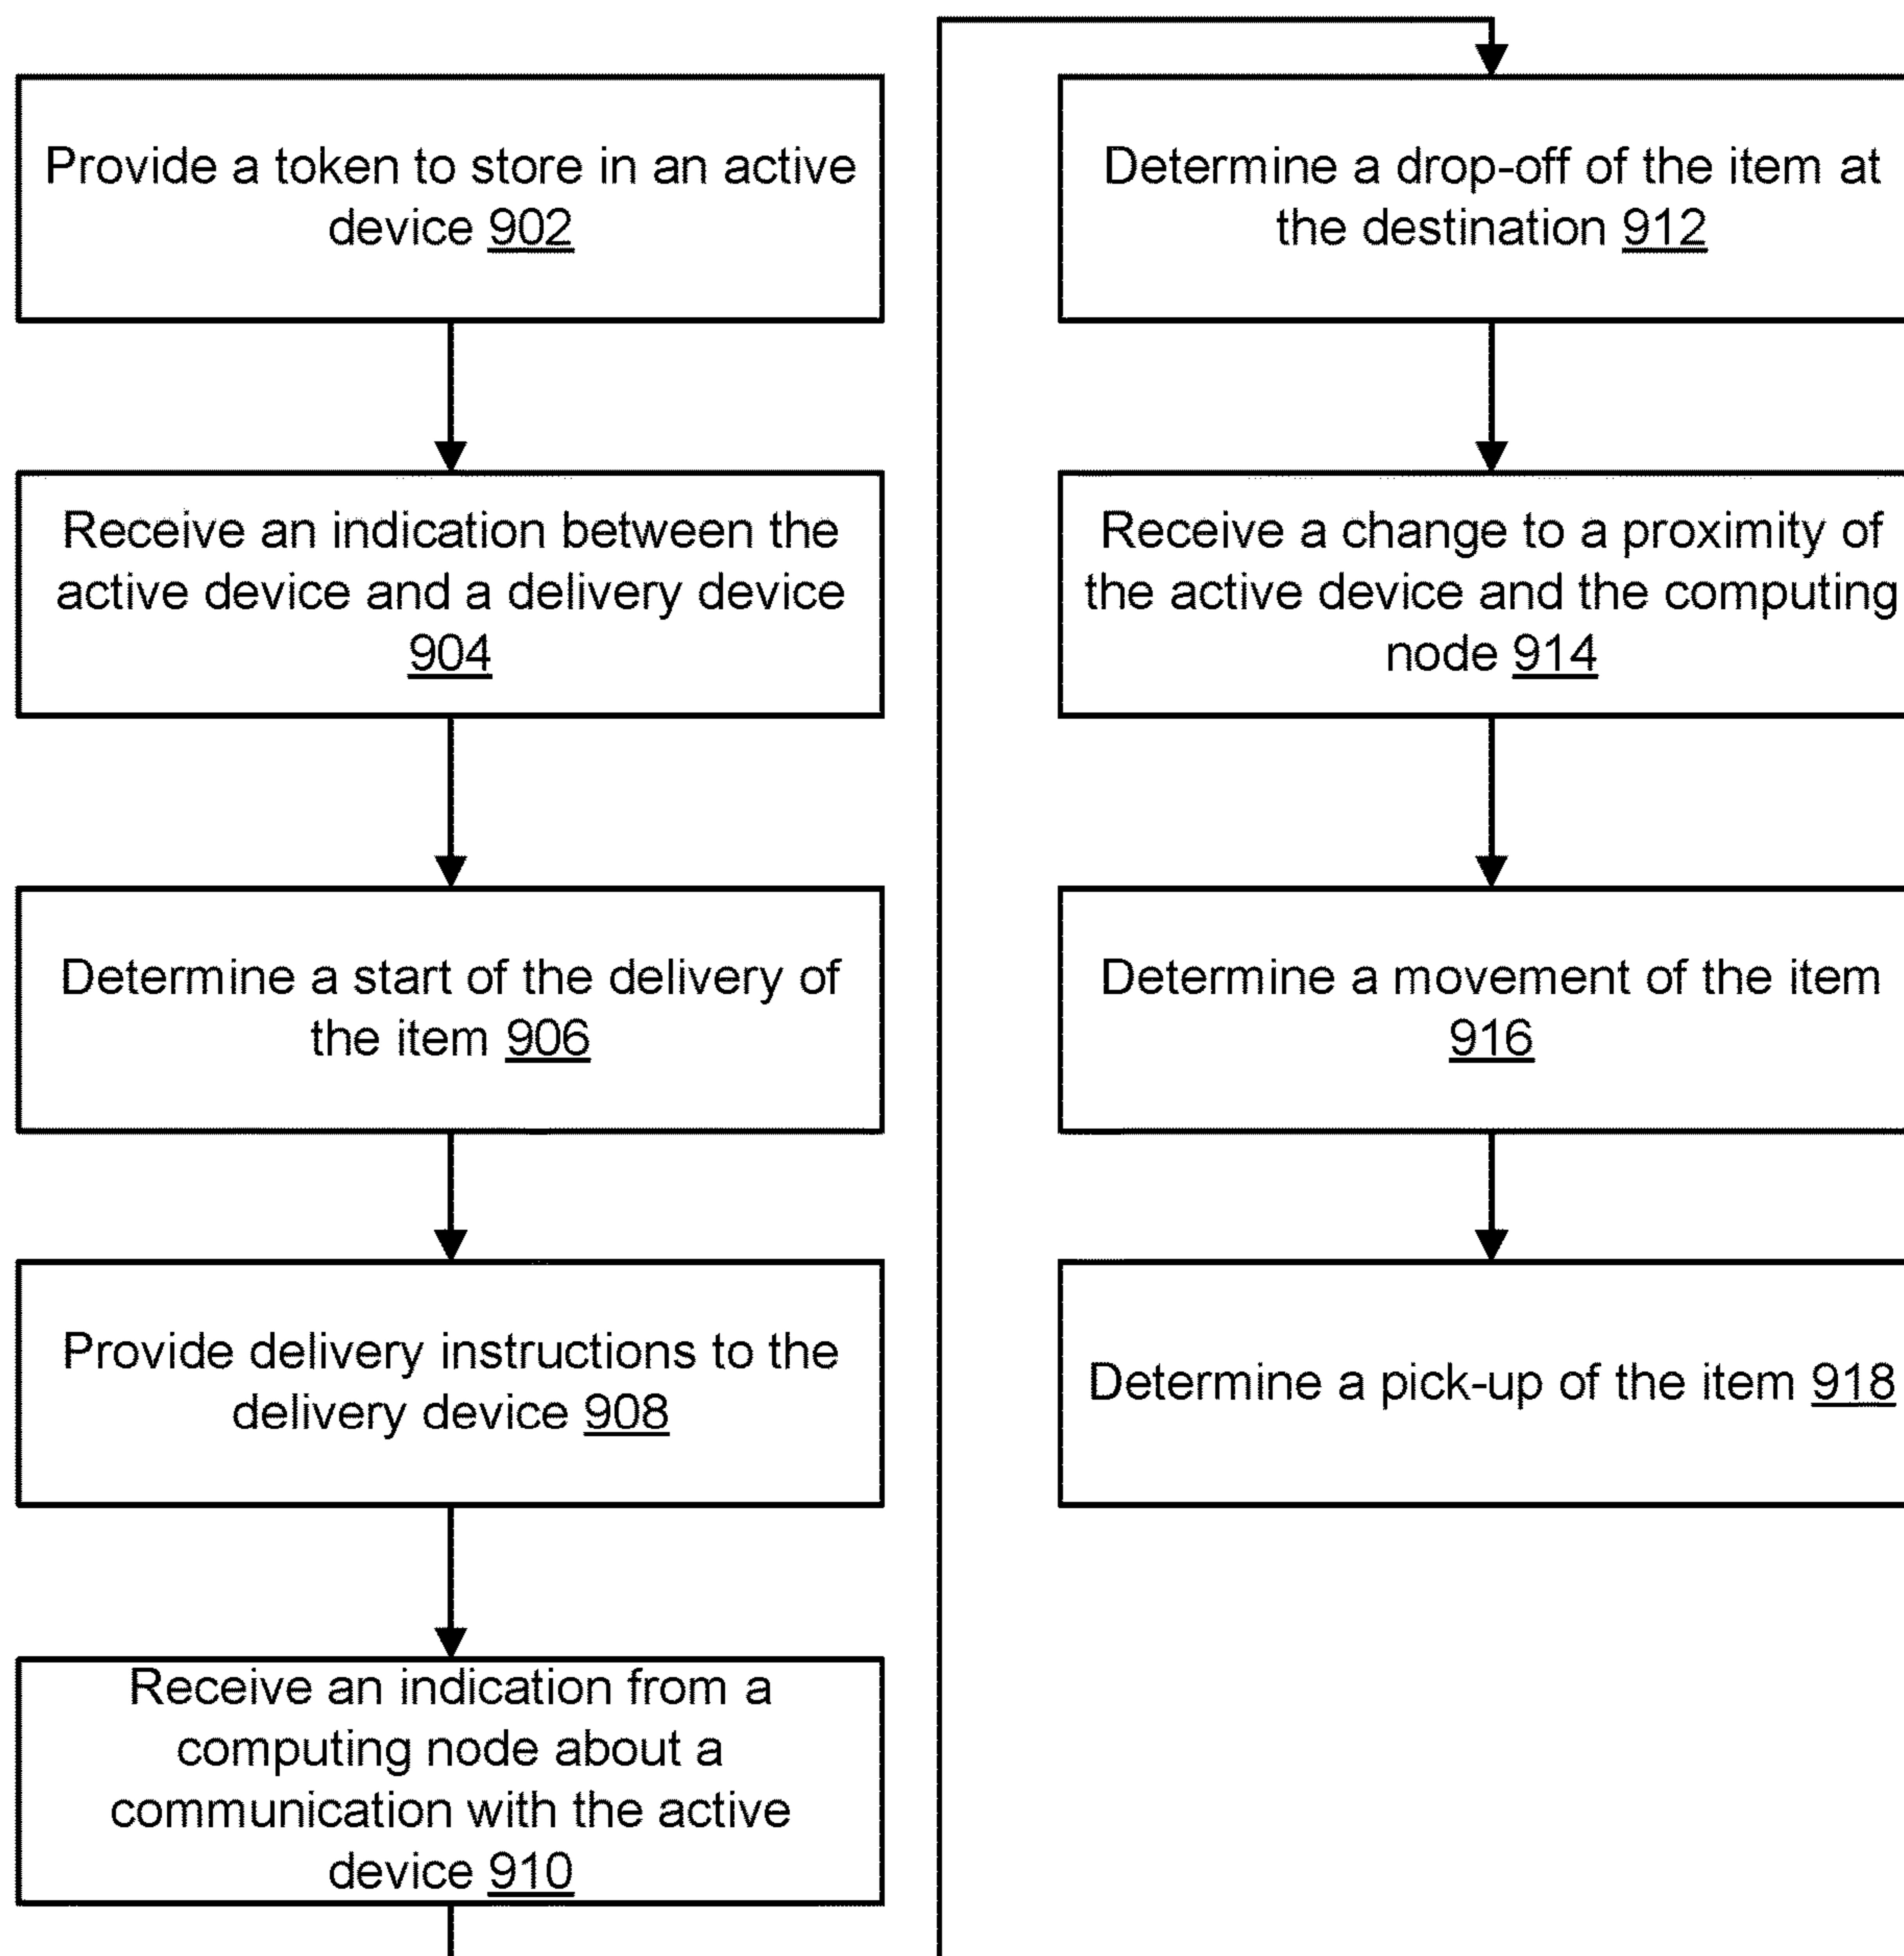 Provide a token to store in an active
device 902
Receive an indication between the
active device and a delivery device
904
Determine a start of the delivery of
the item 906
Provide delivery instructions to the
delivery device 908
Receive an indication from a
computing node about a
communication with the active
device 910
Determine a drop-off of the item at
the destination 912
Receive a change to a proximity of
the active device and the computing
node 914
Determine a movement of the item
916
Determine a pick-up of the item 918